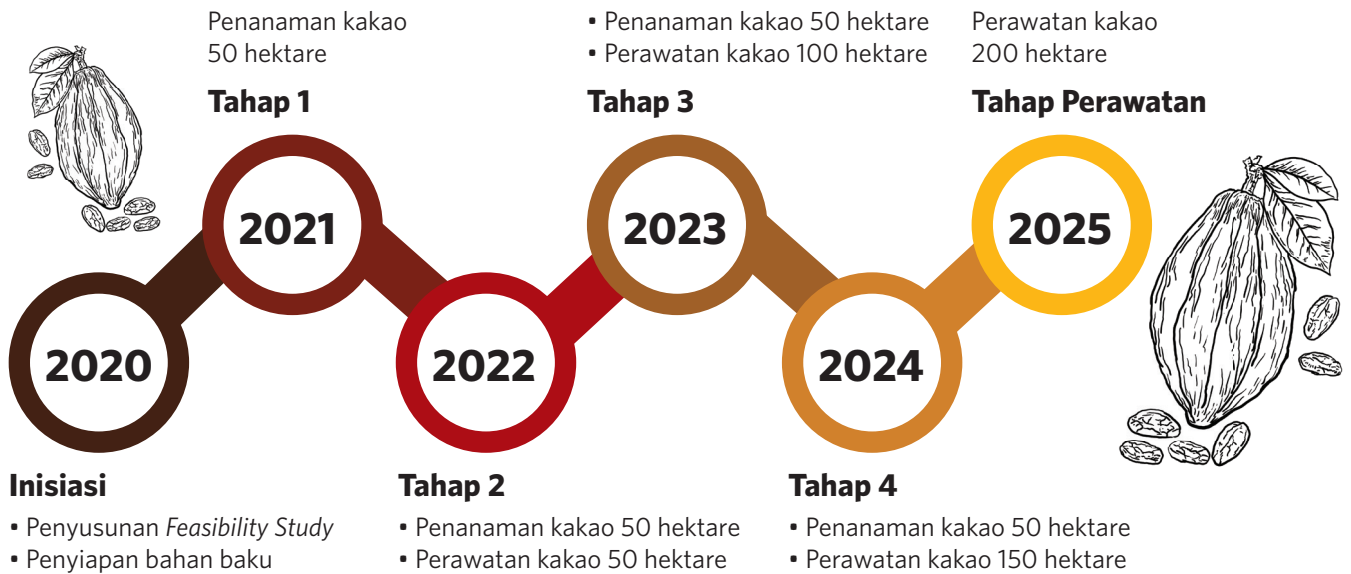 Penanaman kakao
50 hektare
Tahap 1
• Penanaman kakao 50 hektare
• Perawatan kakao 100 hektare
Tahap 3
Perawatan kakao
200 hektare
Tahap Perawatan
2021
2023
2025
2020
2022
2024
Inisiasi
• Penyusunan Feasibility Study
• Penyiapan bahan baku
Tahap 2
• Penanaman kakao 50 hektare
• Perawatan kakao 50 hektare
Tahap 4
• Penanaman kakao 50 hektare
• Perawatan kakao 150 hektare